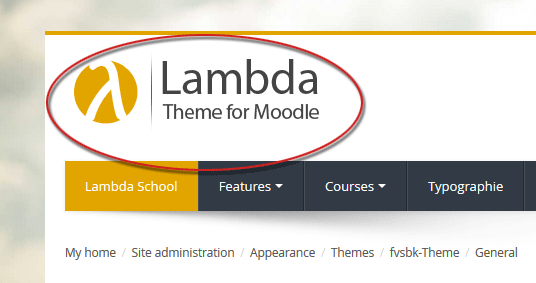 Lambda
Theme for Moodle
Lambda School Features Courses Typographie
My home / Site administration / Appearance / Themes / fvsbk-Theme / General